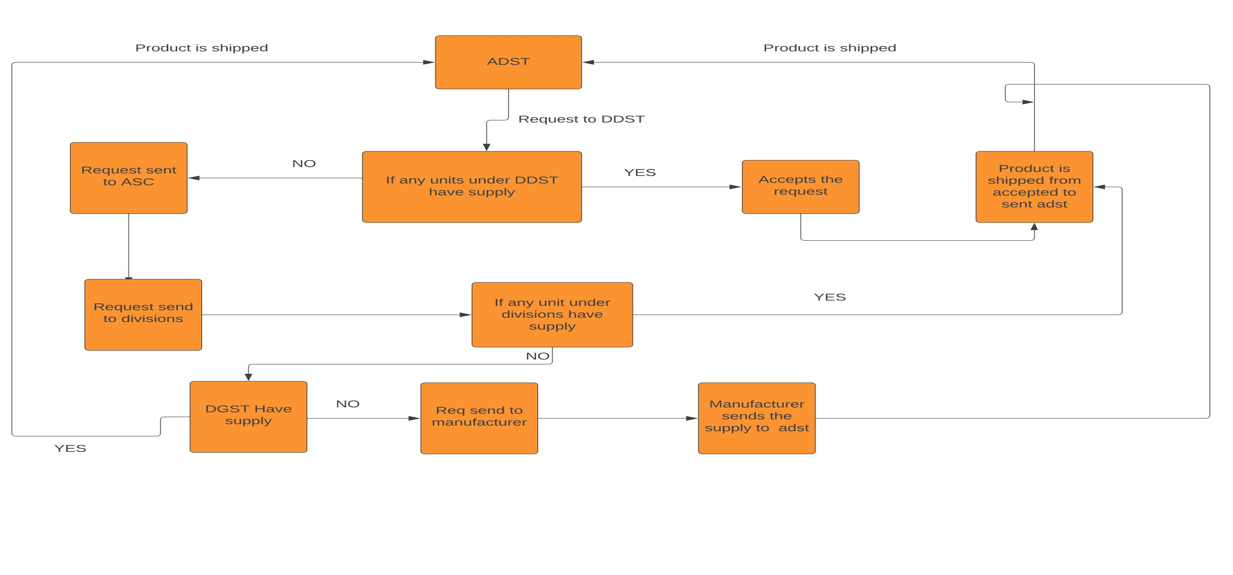 Product is shipped
ADST
Product is shipped
Request to DDST
Request sent
to ASC
NO
If any units under DDST
have supply
YES
Accepts the
request
Product is
shipped from
accepted to
sent adst
Request send
to divisions
If any unit under
divisions have
supply
YES
NO
DGST Have
supply
NO
Req send to
manufacturer
Manufacturer
sends the
supply to adst
YES